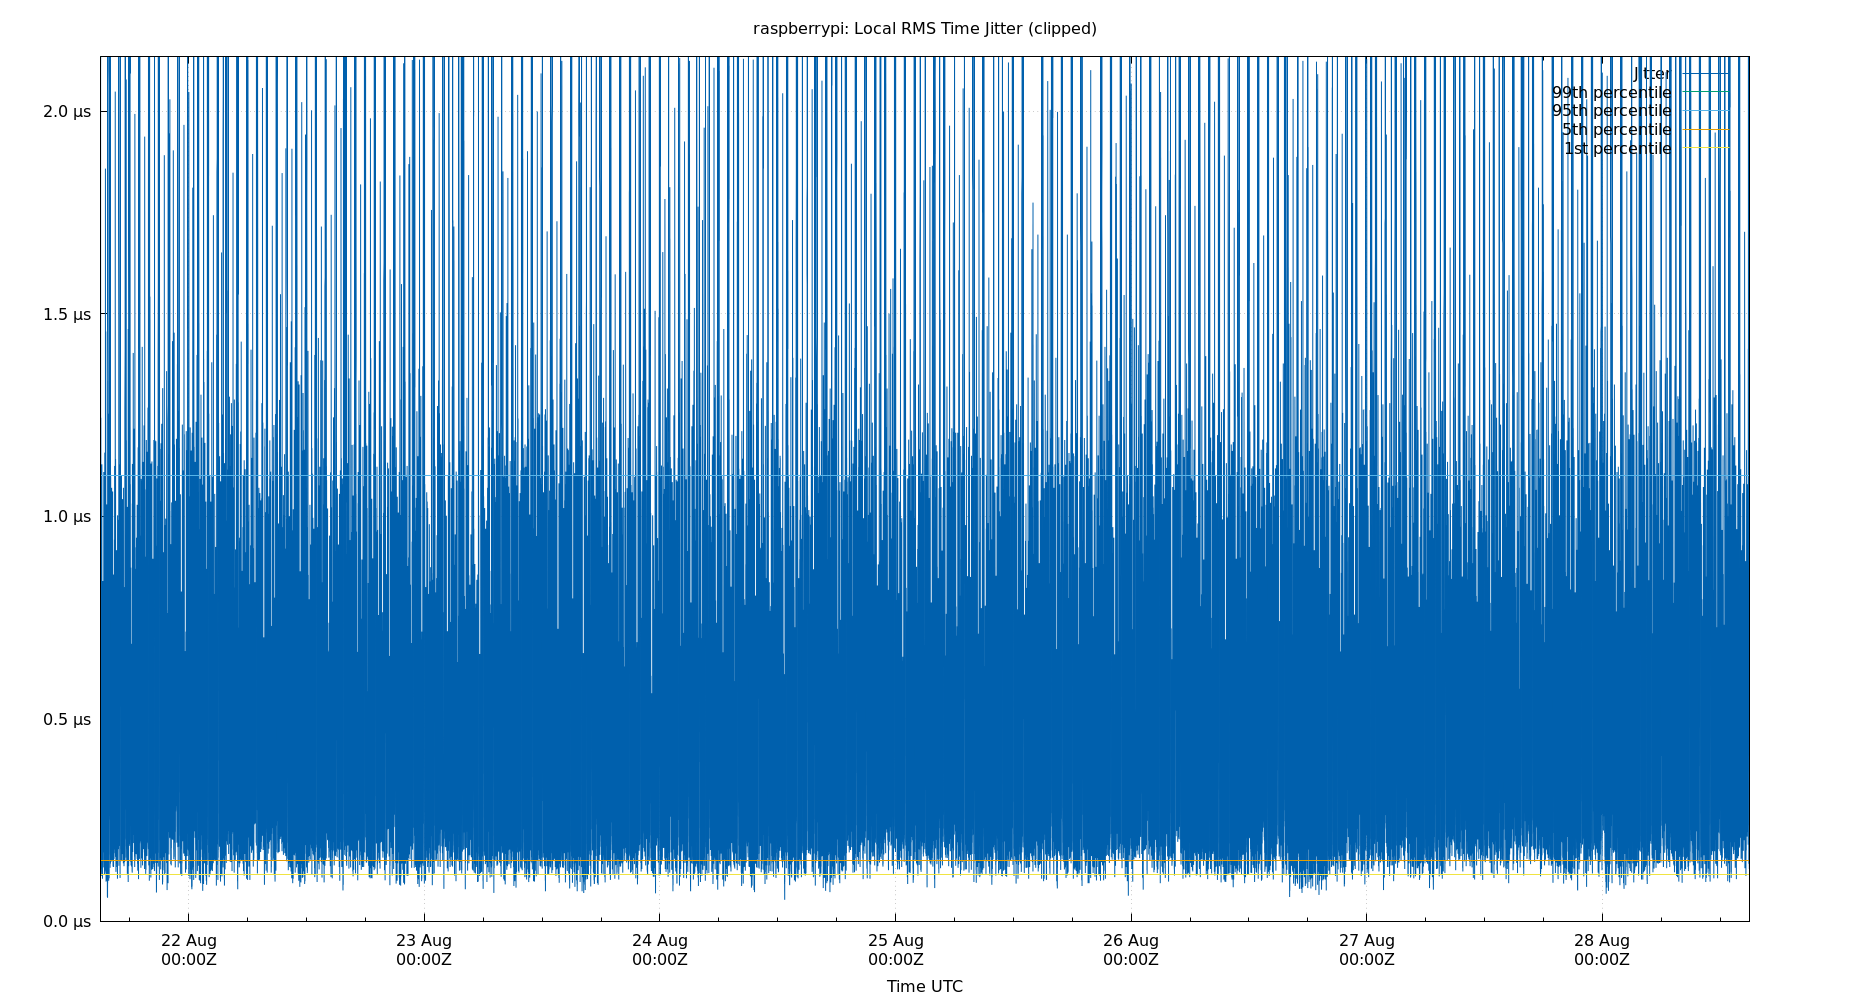 raspberrypi: Local RMS Time Jitter (clipped)
Jitter
99th percentile
95th percentile
5th percentile
1st percentile
2.0 μs
1.5 μs
1.0 μs
0.5 μs
0.0 μs
22 Aug 23 Aug 24 Aug 25 Aug 26 Aug 27 Aug 28 Aug
00:00Z 00:00Z 00:00Z 00:00Z 00:00Z 00:00Z 00:00Z
Time UTC